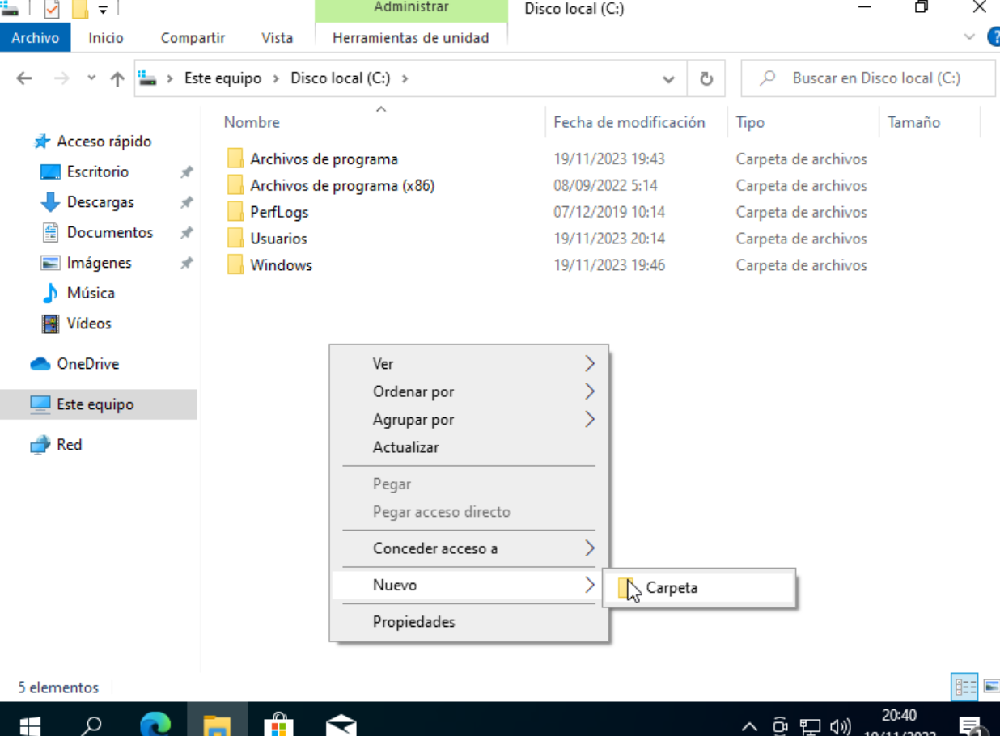 Administrar Disco local (C:)
Archivo Inicio Compartir Vista Herramientas de unidad
Este equipo Disco local (C:) Buscar en Disco local (C:)
Nombre Fecha de modificación Tipo Tamaño
Acceso rápido
Escritorio
Descargas
Documentos
Imágenes
Música
Vídeos
OneDrive
Este equipo
Red
Archivos de programa 19/11/2023 19:43 Carpeta de archivos
Archivos de programa (x86) 08/09/2022 5:14 Carpeta de archivos
PerfLogs 07/12/2019 10:14 Carpeta de archivos
Usuarios 19/11/2023 20:14 Carpeta de archivos
Windows 19/11/2023 19:46 Carpeta de archivos
Ver
Ordenar por
Agrupar por
Actualizar
Pegar
Pegar acceso directo
Conceder acceso a
Nuevo
Carpeta
Propiedades
5 elementos
20:40
19/11/2023
1